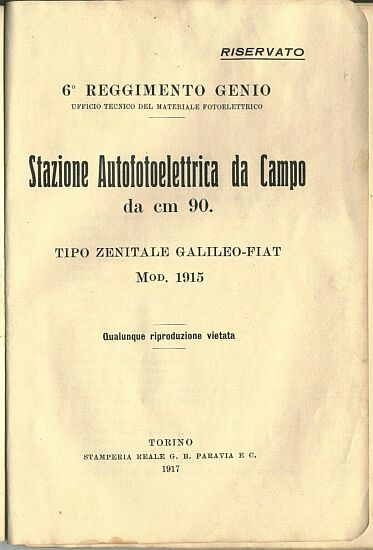 RISERVATO
6° REGGIMENTO GENIO
UFFICIO TECNICO DEL MATERIALE FOTOELETTRICO
Stazione Autofotoelettrica da Campo
da cm 90.
TIPO ZENITALE GALILEO-FIAT
MOD. 1915
Qualunque riproduzione vietata
TORINO
STAMPERIA REALE G. B. PARAVIA E C.
1917